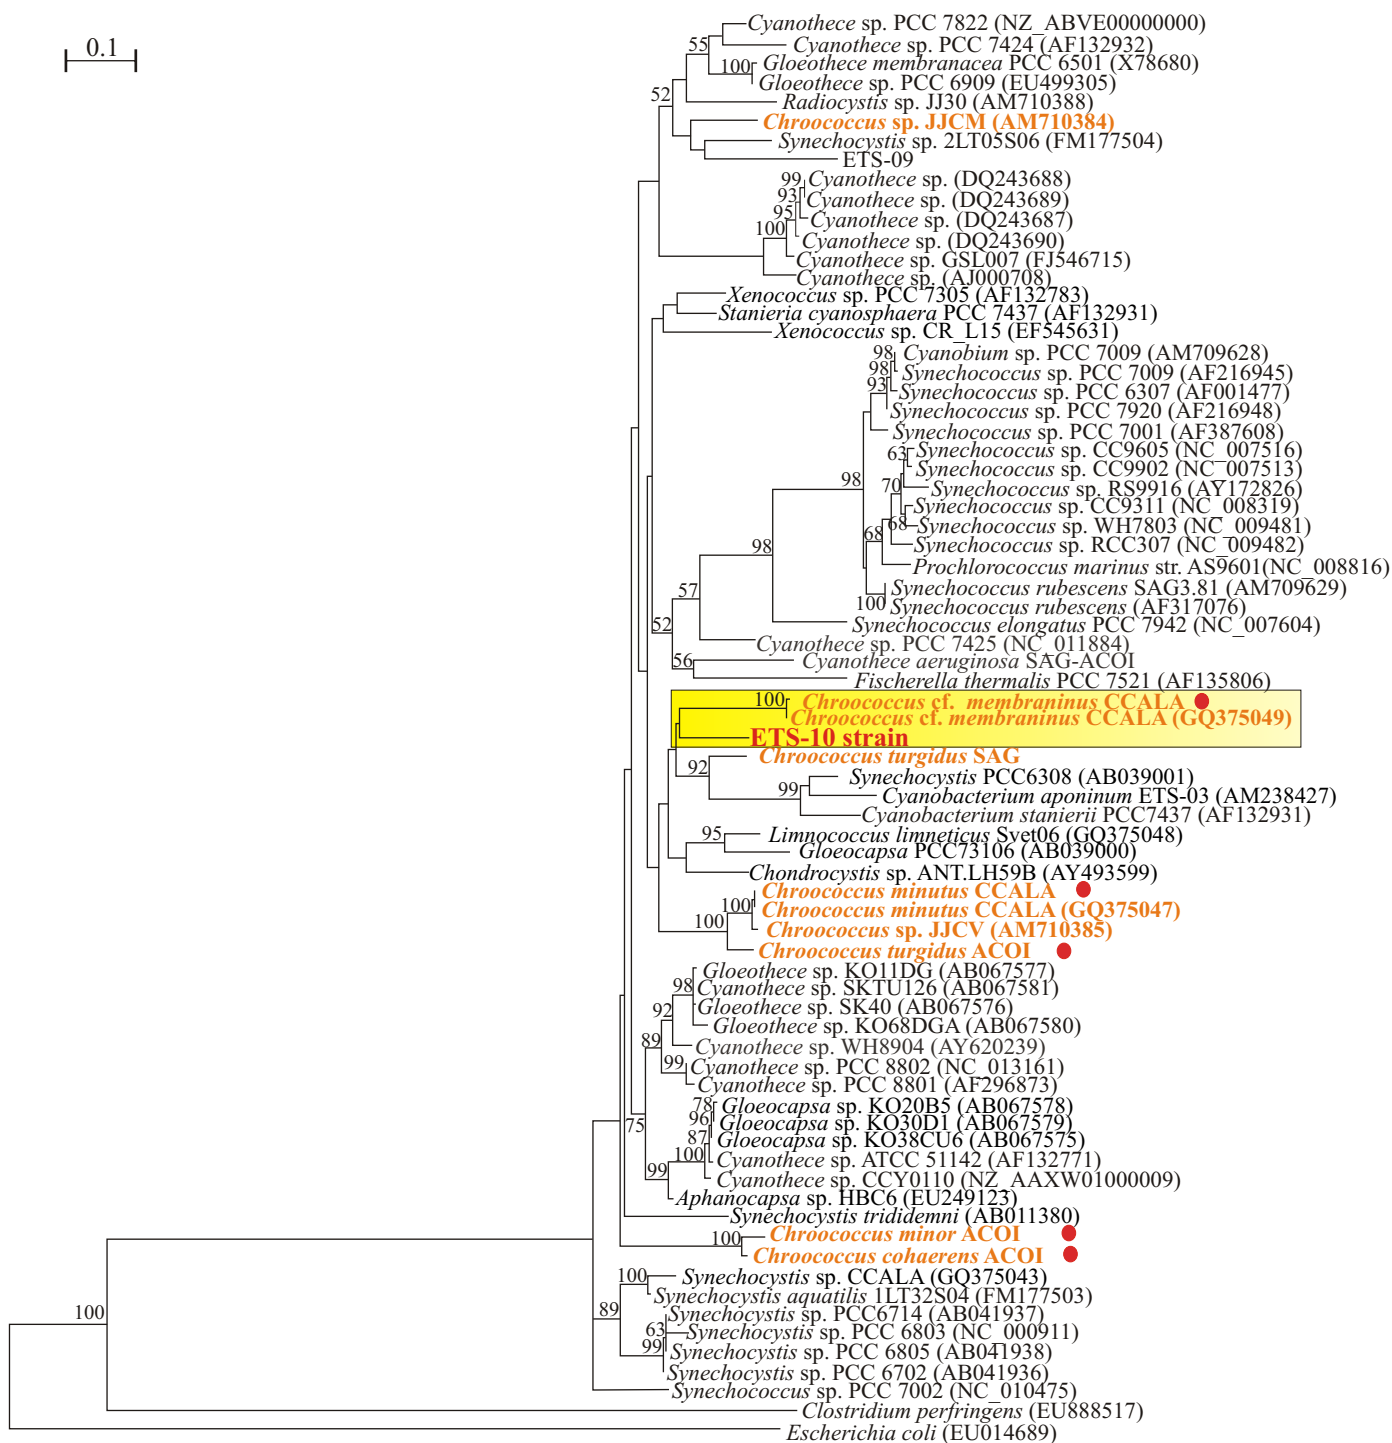 0.1
Cyanothece sp. PCC 7822 (NZ_ABVE00000000)
Cyanothece sp. PCC 7424 (AF132932)
55
Gloeothece membranacea PCC 6501 (X78680)
100
Gloeothece sp. PCC 6909 (EU499305)
52
Radiocystis sp. JJ30 (AM710388)
Chroococcus sp. JJCM (AM710384)
Synechocystis sp. 2LT05S06 (FM177504)
ETS-09
99
Cyanothece sp. (DQ243688)
93
Cyanothece sp. (DQ243689)
95
Cyanothece sp. (DQ243687)
100
Cyanothece sp. (DQ243690)
Cyanothece sp. GSL007 (FJ546715)
Cyanothece sp. (AJ000708)
Xenococcus sp. PCC 7305 (AF132783)
Stanieria cyanosphaera PCC 7437 (AF132931)
Xenococcus sp. CR_L15 (EF545631)
98
Cyanobium sp. PCC 7009 (AM709628)
98
Synechococcus sp. PCC 7009 (AF216945)
93
Synechococcus sp. PCC 6307 (AF001477)
Synechococcus sp. PCC 7920 (AF216948)
Synechococcus sp. PCC 7001 (AF387608)
63
Synechococcus sp. CC9605 (NC_007516)
Synechococcus sp. CC9902 (NC_007513)
98
70
Synechococcus sp. RS9916 (AY172826)
Synechococcus sp. CC9311 (NC_008319)
68
Synechococcus sp. WH7803 (NC_009481)
68
Synechococcus sp. RCC307 (NC_009482)
98
Prochlorococcus marinus str. AS9601(NC_008816)
57
Synechococcus rubescens SAG3.81 (AM709629)
100
Synechococcus rubescens (AF317076)
52
Synechococcus elongatus PCC 7942 (NC_007604)
Cyanothece sp. PCC 7425 (NC_011884)
56
Cyanothece aeruginosa SAG-ACOI
Fischerella thermalis PCC 7521 (AF135806)
100
Chroococcus cf. membraninus CCALA
Chroococcus cf. membraninus CCALA (GQ375049)
ETS-10 strain
Chroococcus turgidus SAG
92
Synechocystis PCC6308 (AB039001)
99
Cyanobacterium aponinum ETS-03 (AM238427)
Cyanobacterium stanierii PCC7437 (AF132931)
95
Limnococcus limneticus Svet06 (GQ375048)
Gloeocapsa PCC73106 (AB039000)
Chondrocystis sp. ANT.LH59B (AY493599)
Chroococcus minutus CCALA
100
Chroococcus minutus CCALA (GQ375047)
100
Chroococcus sp. JJCV (AM710385)
Chroococcus turgidus ACOI
Gloeothece sp. KO11DG (AB067577)
98
Cyanothece sp. SKTU126 (AB067581)
92
Gloeothece sp. SK40 (AB067576)
Gloeothece sp. KO68DGA (AB067580)
89
Cyanothece sp. WH8904 (AY620239)
99
Cyanothece sp. PCC 8802 (NC_013161)
Cyanothece sp. PCC 8801 (AF296873)
78
Gloeocapsa sp. KO20B5 (AB067578)
96
Gloeocapsa sp. KO30D1 (AB067579)
75
87
Gloeocapsa sp. KO38CU6 (AB067575)
100
Cyanothece sp. ATCC 51142 (AF132771)
99
Cyanothece sp. CCY0110 (NZ_AAXW01000009)
Aphanocapsa sp. HBC6 (EU249123)
Synechocystis trididemni (AB011380)
Chroococcus minor ACOI
100
Chroococcus cohaerens ACOI
100
Synechocystis sp. CCALA (GQ375043)
Synechocystis aquatilis 1LT32S04 (FM177503)
89
Synechocystis sp. PCC6714 (AB041937)
100
63
Synechocystis sp. PCC 6803 (NC_000911)
99
Synechocystis sp. PCC 6805 (AB041938)
Synechocystis sp. PCC 6702 (AB041936)
Synechococcus sp. PCC 7002 (NC_010475)
Clostridium perfringens (EU888517)
Escherichia coli (EU014689)